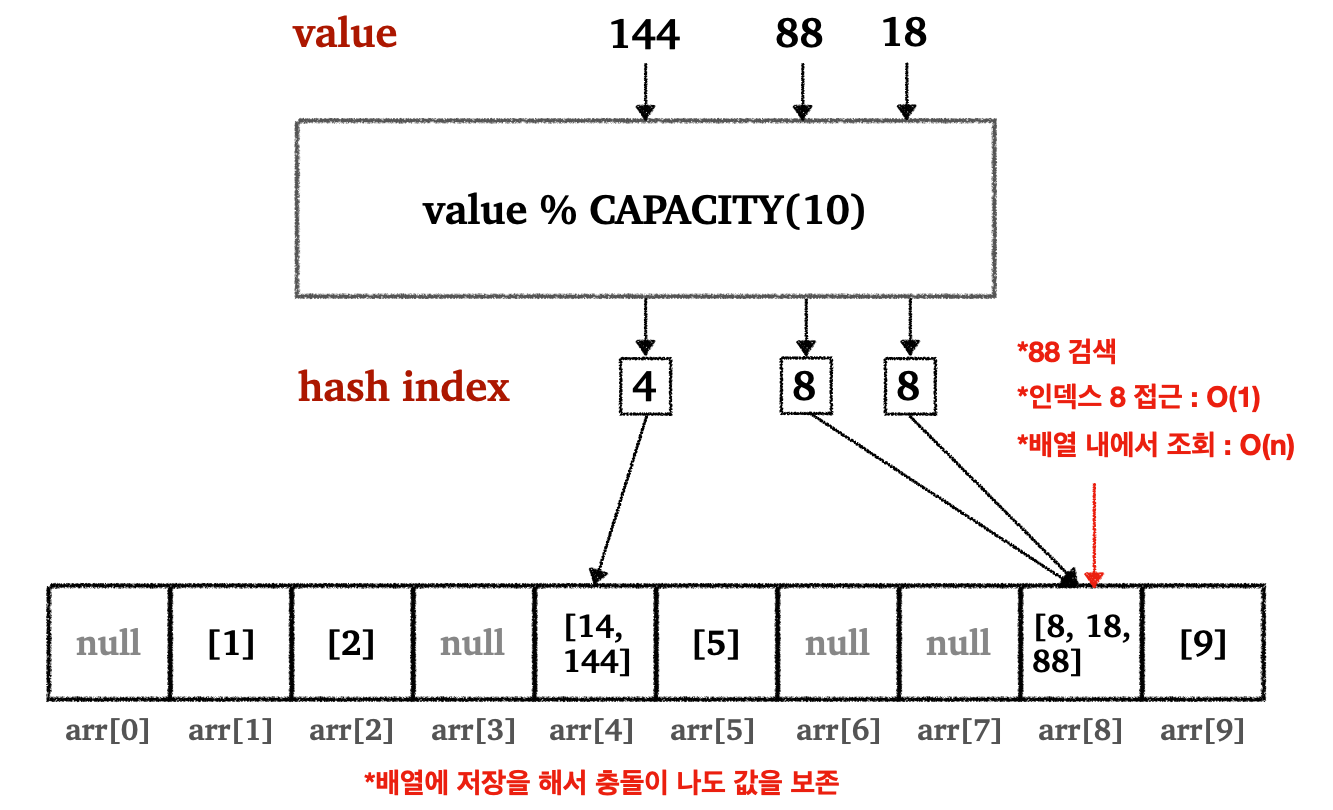 value 144 88 18
value % CAPACITY(10)
hash index 4 8 8
*88 검색
*인덱스 8 접근 : O(1)
*배열 내에서 조회 : O(n)
null [1] [2] null [14, 144] [5] null null [8, 18, 88] [9]
arr[0] arr[1] arr[2] arr[3] arr[4] arr[5] arr[6] arr[7] arr[8] arr[9]
*배열에 저장을 해서 충돌이 나도 값을 보존